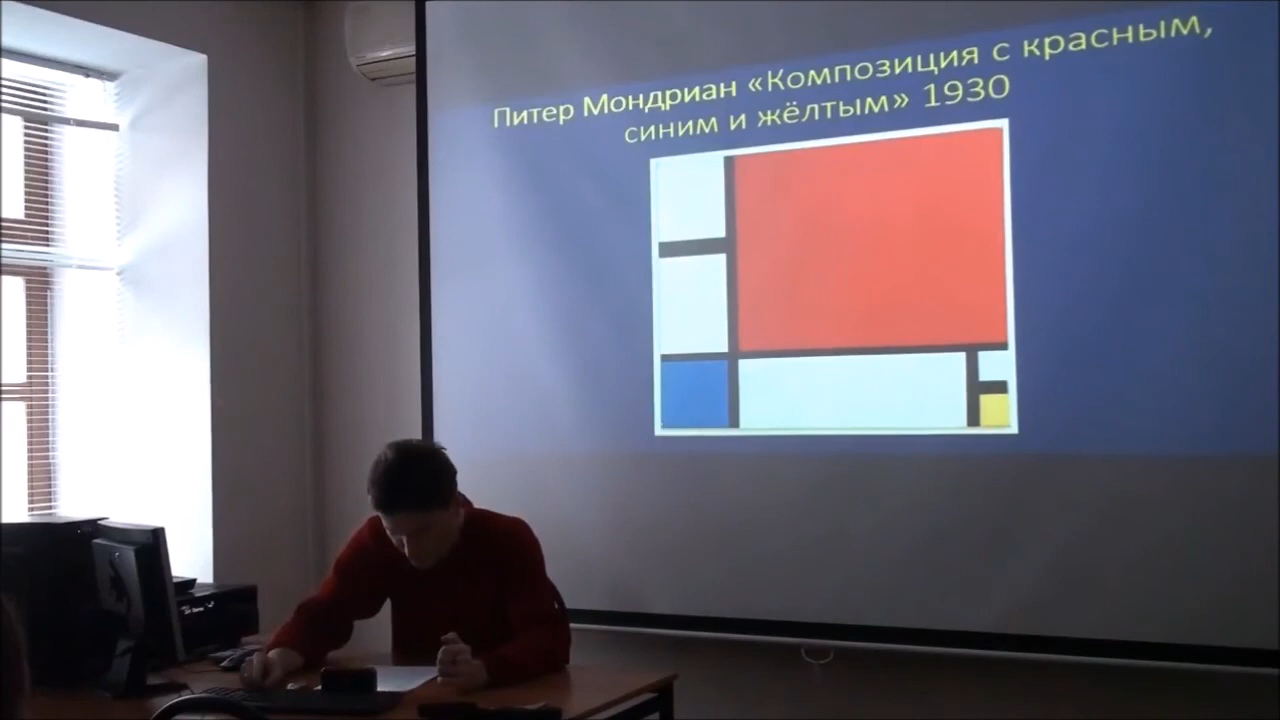 Питер Мондриан «Композиция с красным,
синим и жёлтым» 1930